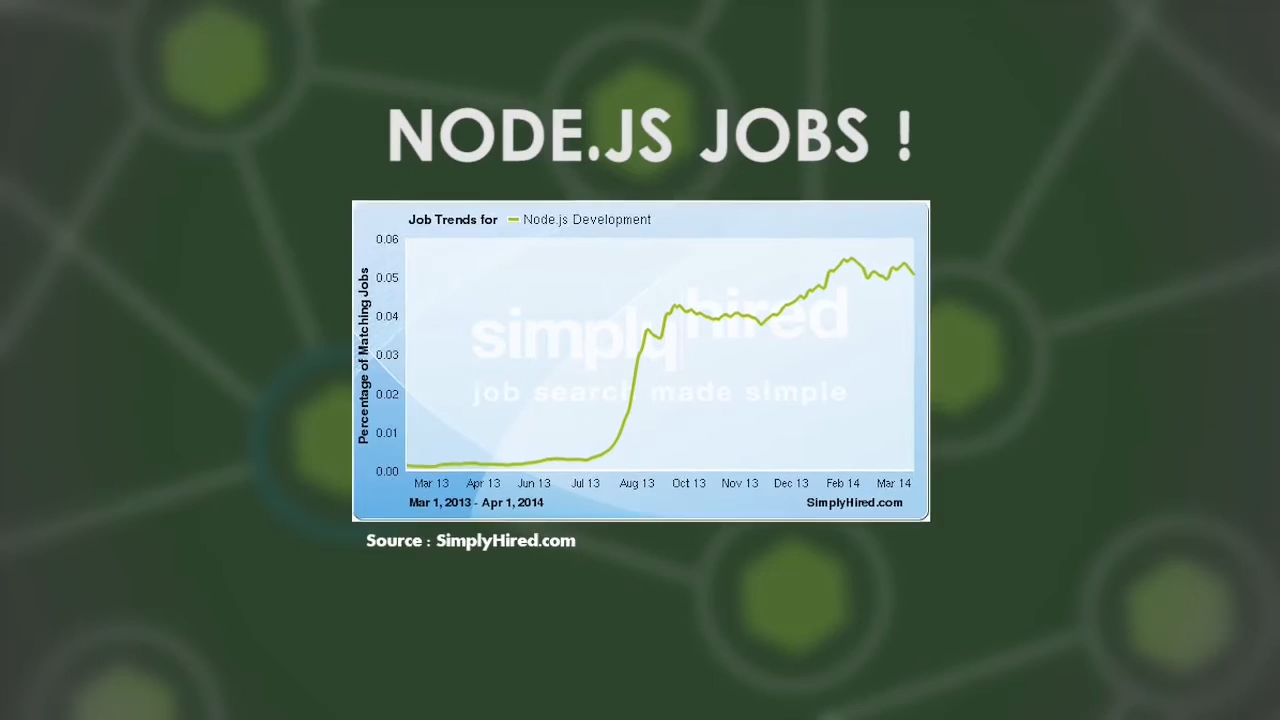 NODE.JS JOBS !
Job Trends for Node.js Development
Percentage of Matching Jobs
0.06
0.05
0.04
0.03
0.02
0.01
0.00
simplyhired
job search made simple
Mar 13 Apr 13 Jun 13 Jul 13 Aug 13 Oct 13 Nov 13 Dec 13 Feb 14 Mar 14
Mar 1, 2013 - Apr 1, 2014 SimplyHired.com
Source : SimplyHired.com